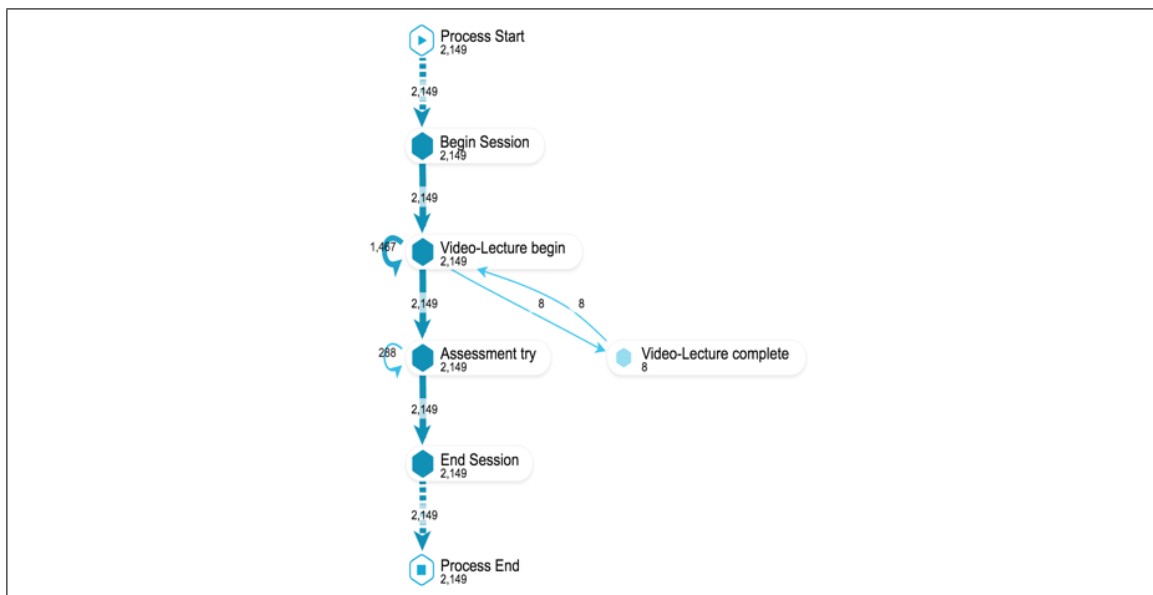 Process Start
2,149
2,149
Begin Session
2,149
2,149
1,467
Video-Lecture begin
2,149
2,149
8
8
288
Assessment try
2,149
Video-Lecture complete
8
2,149
End Session
2,149
2,149
Process End
2,149